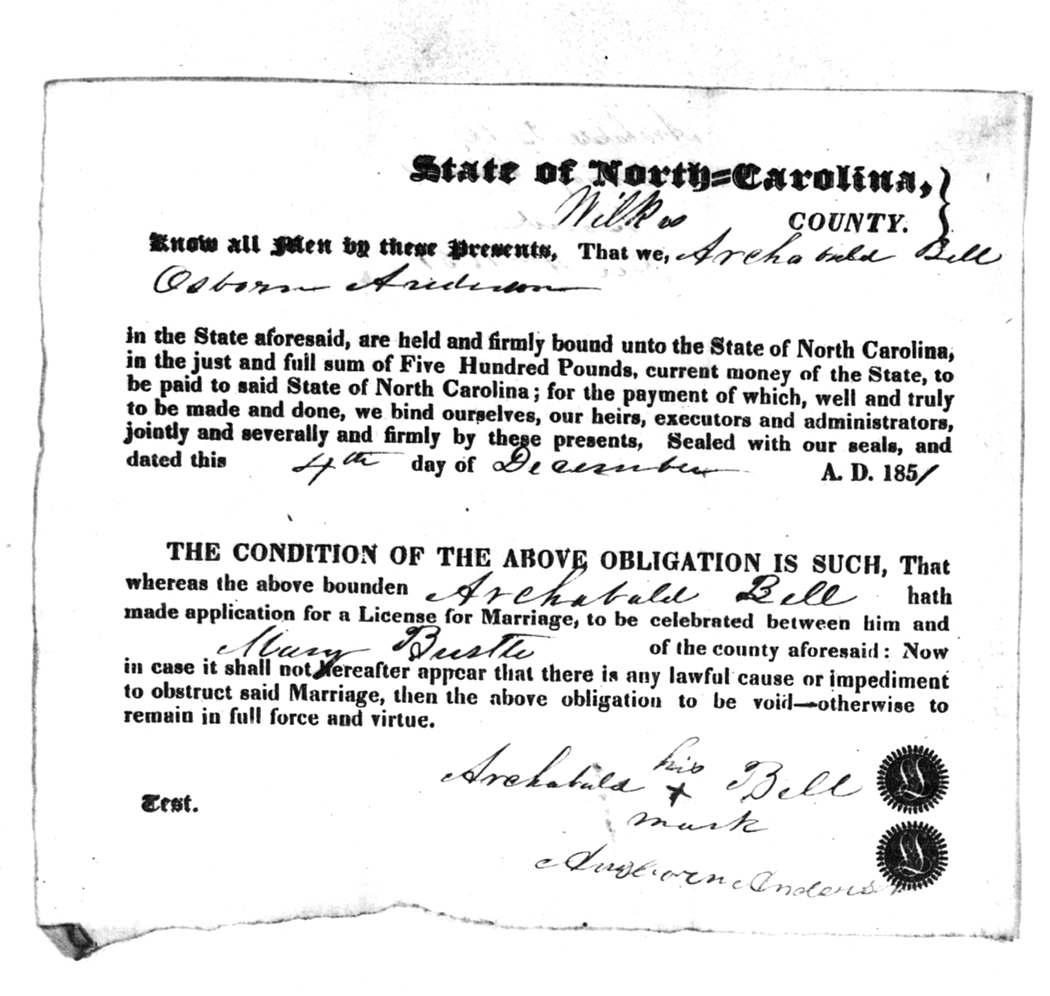 State of North=Carolina,
Wilkes COUNTY.
Know all Men by these Presents, That we, Archabald Bell
Osborn Anderson
in the State aforesaid, are held and firmly bound unto the State of North Carolina,
in the just and full sum of Five Hundred Pounds, current money of the State, to
be paid to said State of North Carolina; for the payment of which, well and truly
to be made and done, we bind ourselves, our heirs, executors and administrators,
jointly and severally and firmly by these presents, Sealed with our seals, and
dated this 4th day of December A. D. 1851
THE CONDITION OF THE ABOVE OBLIGATION IS SUCH, That
whereas the above bounden Archabald Bell hath
made application for a License for Marriage, to be celebrated between him and
Mary of the county aforesaid: Now
in case it shall not hereafter appear that there is any lawful cause or impediment
to obstruct said Marriage, then the above obligation to be void—otherwise to
remain in full force and virtue.
Archabald his Bell
Test. +
mark